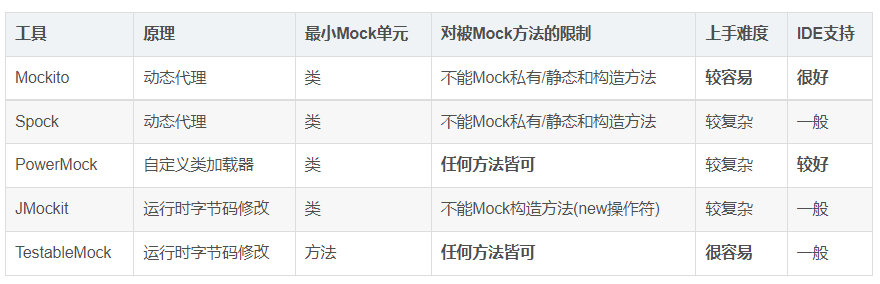 工具 原理 最小Mock单元 对被Mock方法的限制 上手难度 IDE支持
Mockito 动态代理 类 不能Mock私有/静态和构造方法 较容易 很好
Spock 动态代理 类 不能Mock私有/静态和构造方法 较复杂 一般
PowerMock 自定义类加载器 类 任何方法皆可 较复杂 较好
JMockit 运行时字节码修改 类 不能Mock构造方法(new操作符) 较复杂 一般
TestableMock 运行时字节码修改 方法 任何方法皆可 很容易 一般